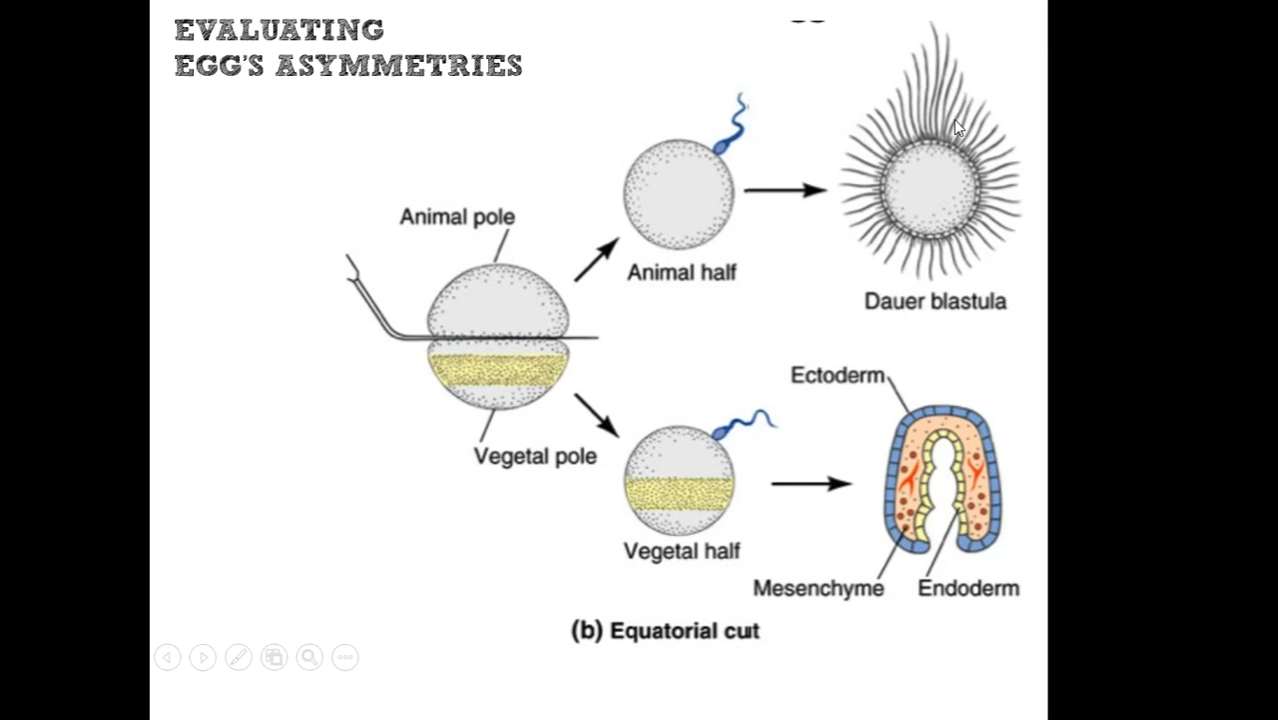 EVALUATING
EGG'S ASYMMETRIES
Animal pole
Animal half
Dauer blastula
Ectoderm
Vegetal pole
Vegetal half
Mesenchyme
Endoderm
(b) Equatorial cut